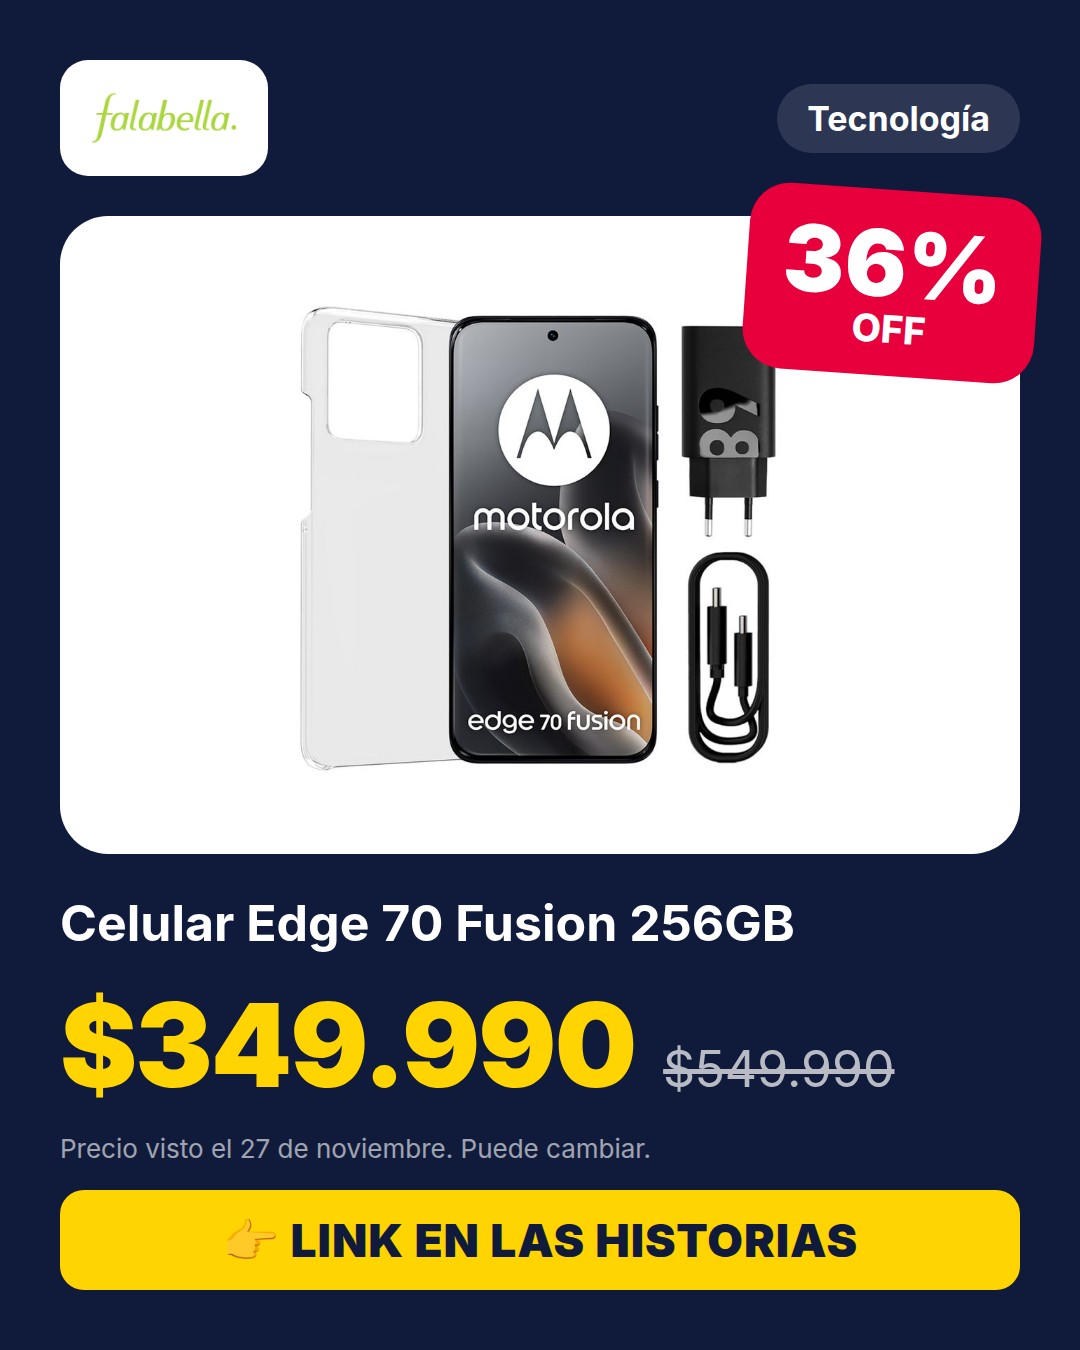 falabella.
Tecnología
36%
OFF
68
motorola
edge 70 fusion
Celular Edge 70 Fusion 256GB
$349.990 $549.990
Precio visto el 27 de noviembre. Puede cambiar.
👉 LINK EN LAS HISTORIAS